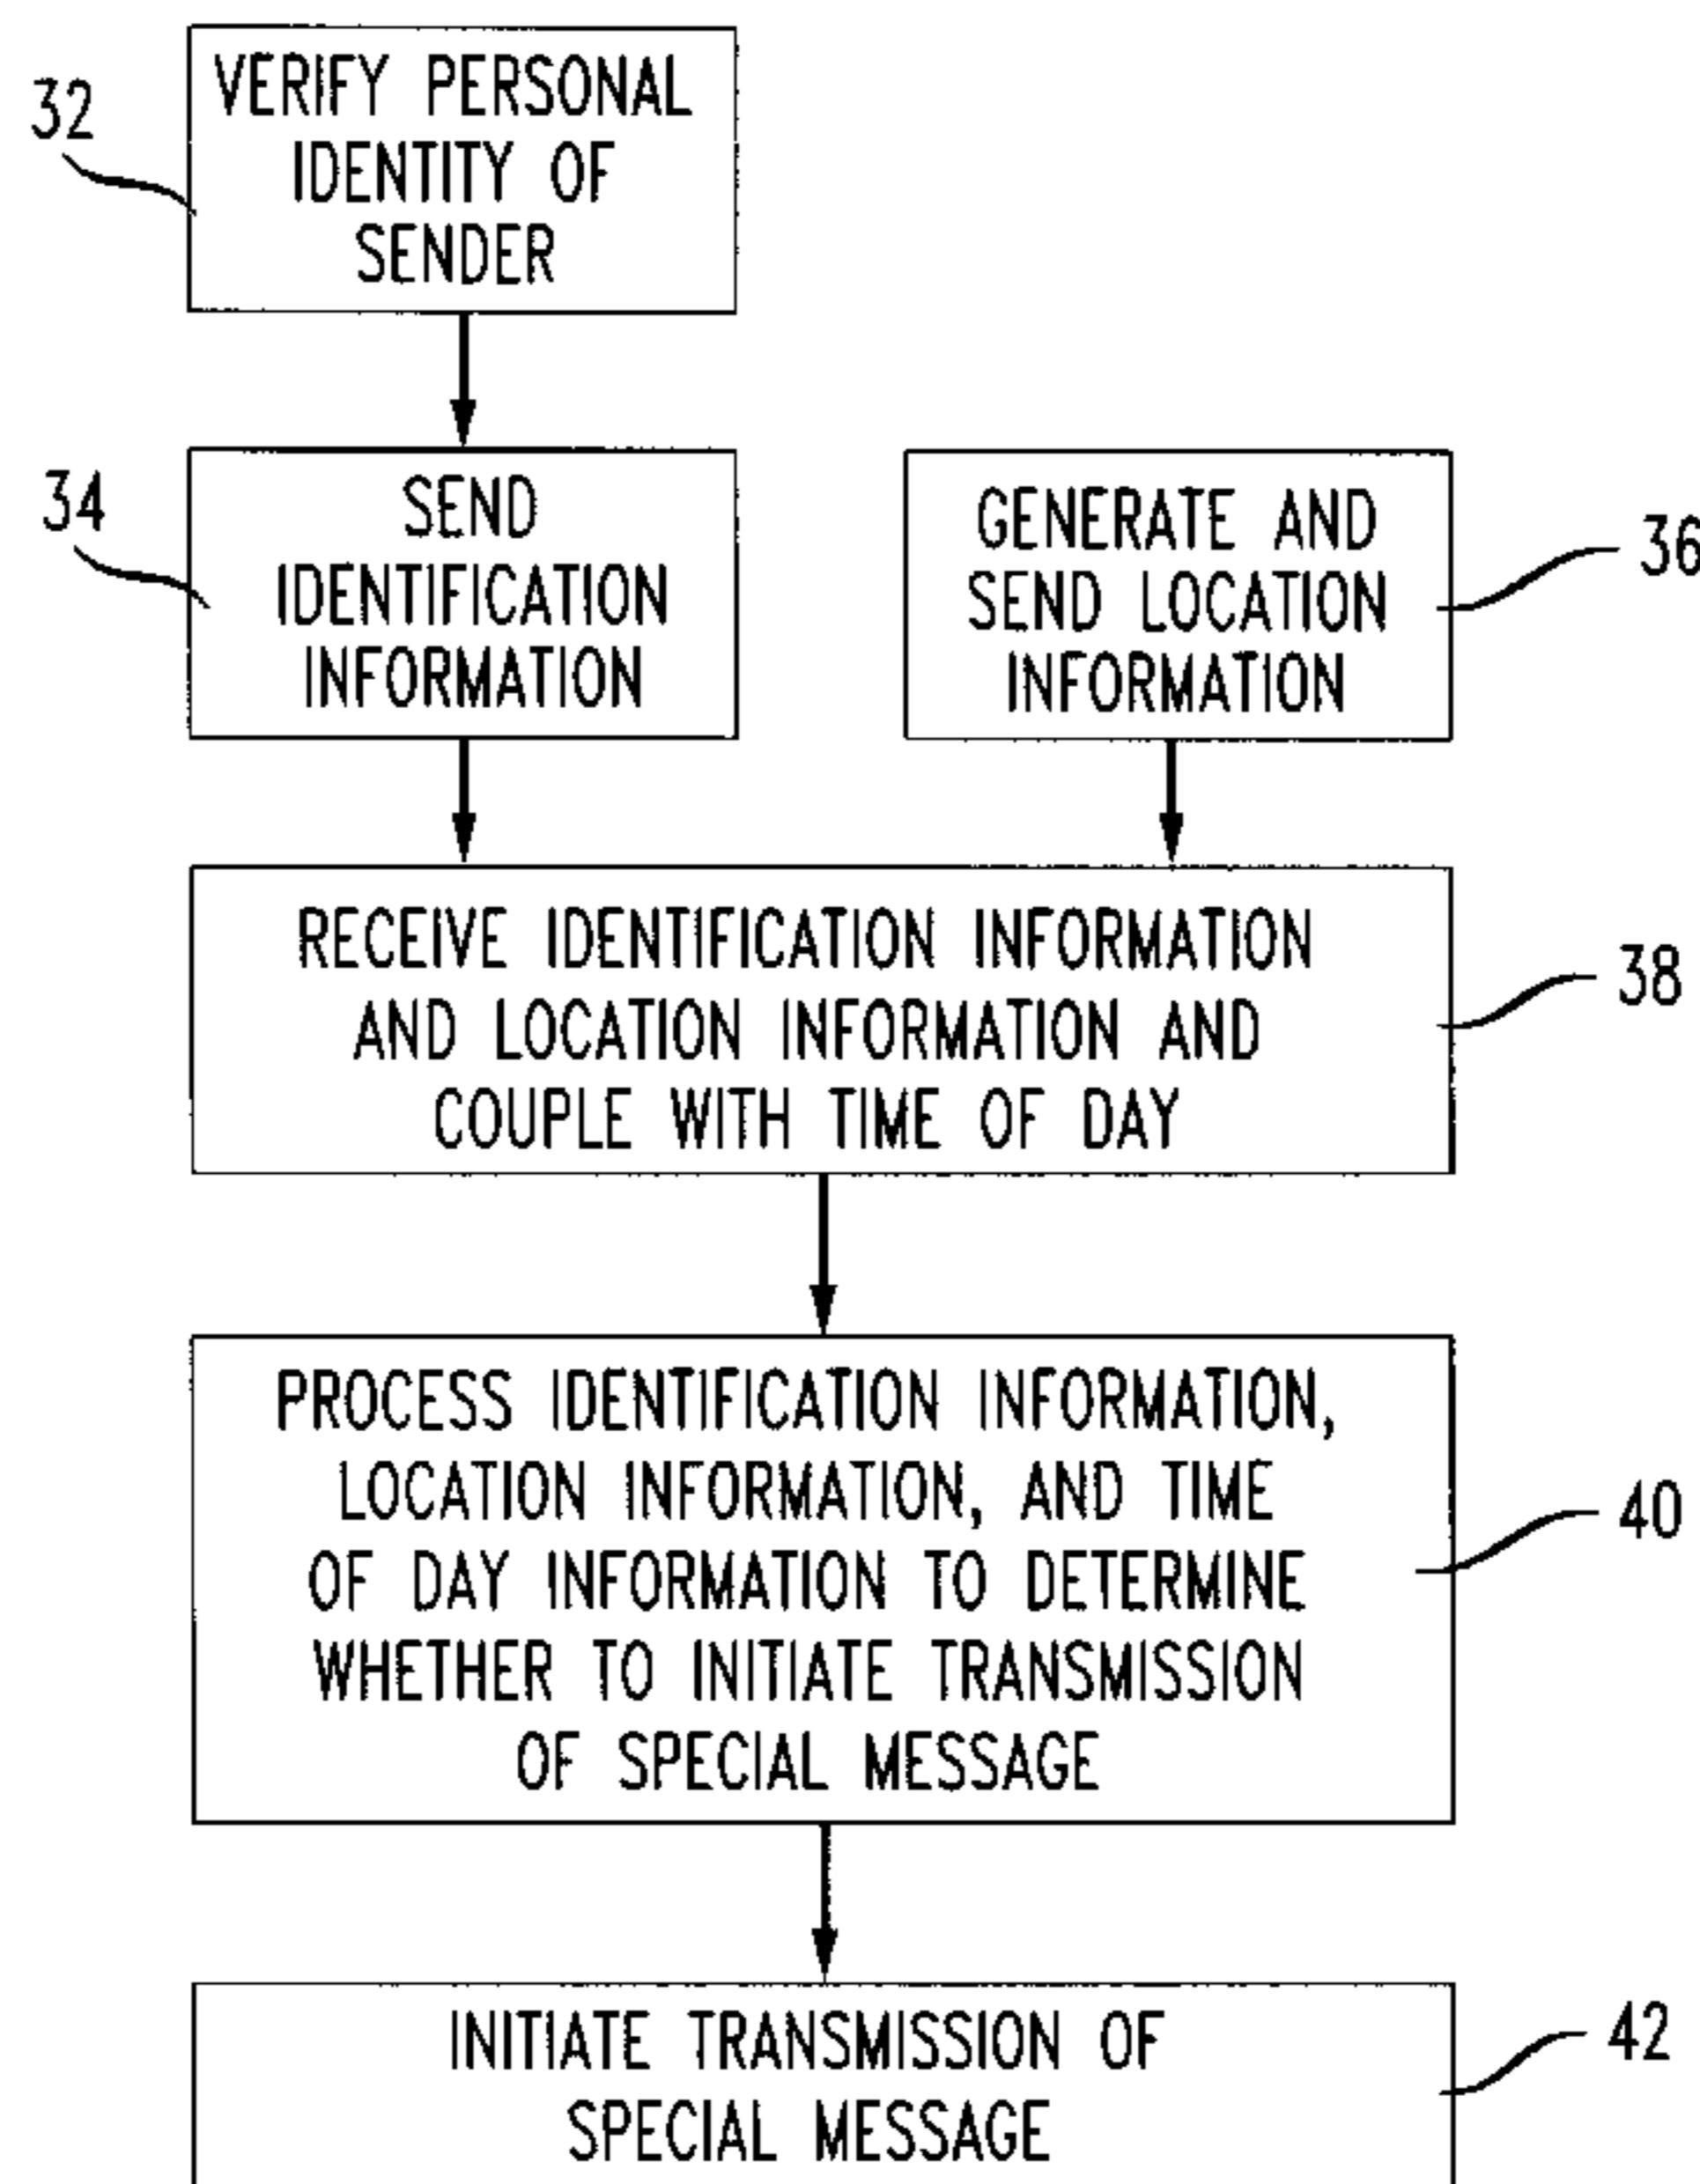 32
VERIFY PERSONAL
IDENTITY OF
SENDER
34
SEND
IDENTIFICATION
INFORMATION
GENERATE AND
SEND LOCATION
INFORMATION
36
RECEIVE IDENTIFICATION INFORMATION
AND LOCATION INFORMATION AND
COUPLE WITH TIME OF DAY
38
PROCESS IDENTIFICATION INFORMATION,
LOCATION INFORMATION, AND TIME
OF DAY INFORMATION TO DETERMINE
WHETHER TO INITIATE TRANSMISSION
OF SPECIAL MESSAGE
40
INITIATE TRANSMISSION OF
SPECIAL MESSAGE
42